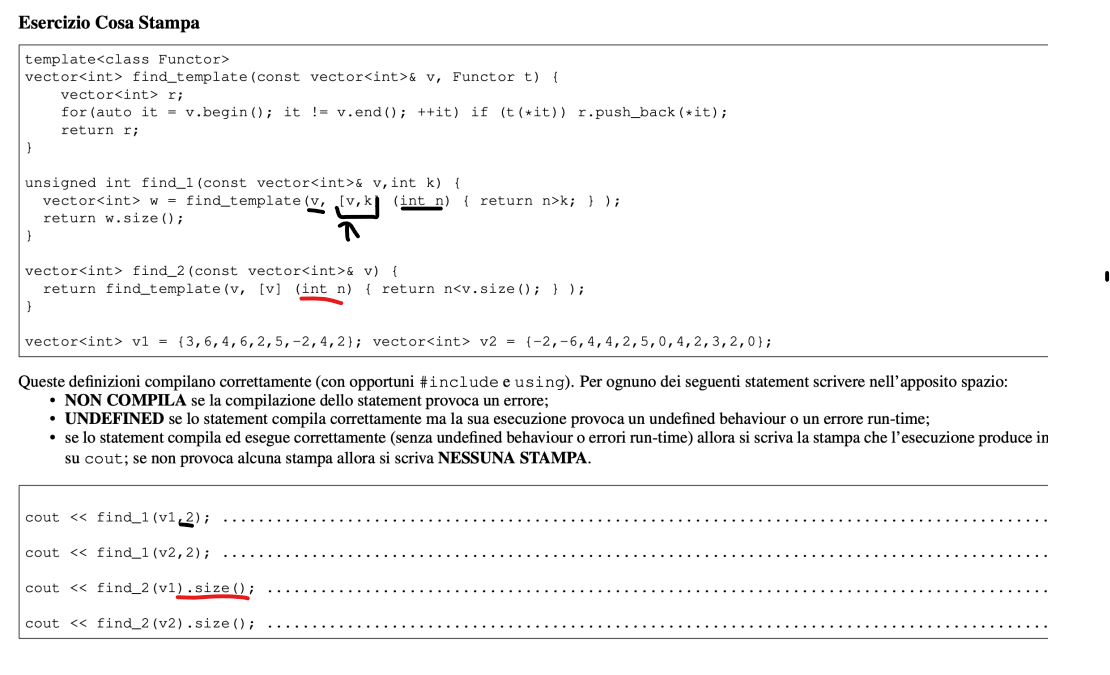 Esercizio Cosa Stampa
template<class Functor>
vector<int> find_template(const vector<int>& v, Functor t) {
    vector<int> r;
    for(auto it = v.begin(); it != v.end(); ++it) if (t(*it)) r.push_back(*it);
    return r;
}
unsigned int find_1(const vector<int>& v,int k) {
  vector<int> w = find_template(v, [v,k] (int n) { return n>k; } );
  return w.size();
}
vector<int> find_2(const vector<int>& v) {
  return find_template(v, [v] (int n) { return n<v.size(); } );
}
vector<int> v1 = {3,6,4,6,2,5,-2,4,2}; vector<int> v2 = {-2,-6,4,4,2,5,0,4,2,3,2,0};
Queste definizioni compilano correttamente (con opportuni #include e using). Per ognuno dei seguenti statement scrivere nell'apposito spazio:
• NON COMPILA se la compilazione dello statement provoca un errore;
• UNDEFINED se lo statement compila correttamente ma la sua esecuzione provoca un undefined behaviour o un errore run-time;
• se lo statement compila ed esegue correttamente (senza undefined behaviour o errori run-time) allora si scriva la stampa che l'esecuzione produce in
su cout; se non provoca alcuna stampa allora si scriva NESSUNA STAMPA.
cout << find_1(v1,2); ..........................................................................................
cout << find_1(v2,2); ..........................................................................................
cout << find_2(v1).size(); .....................................................................................
cout << find_2(v2).size(); .....................................................................................